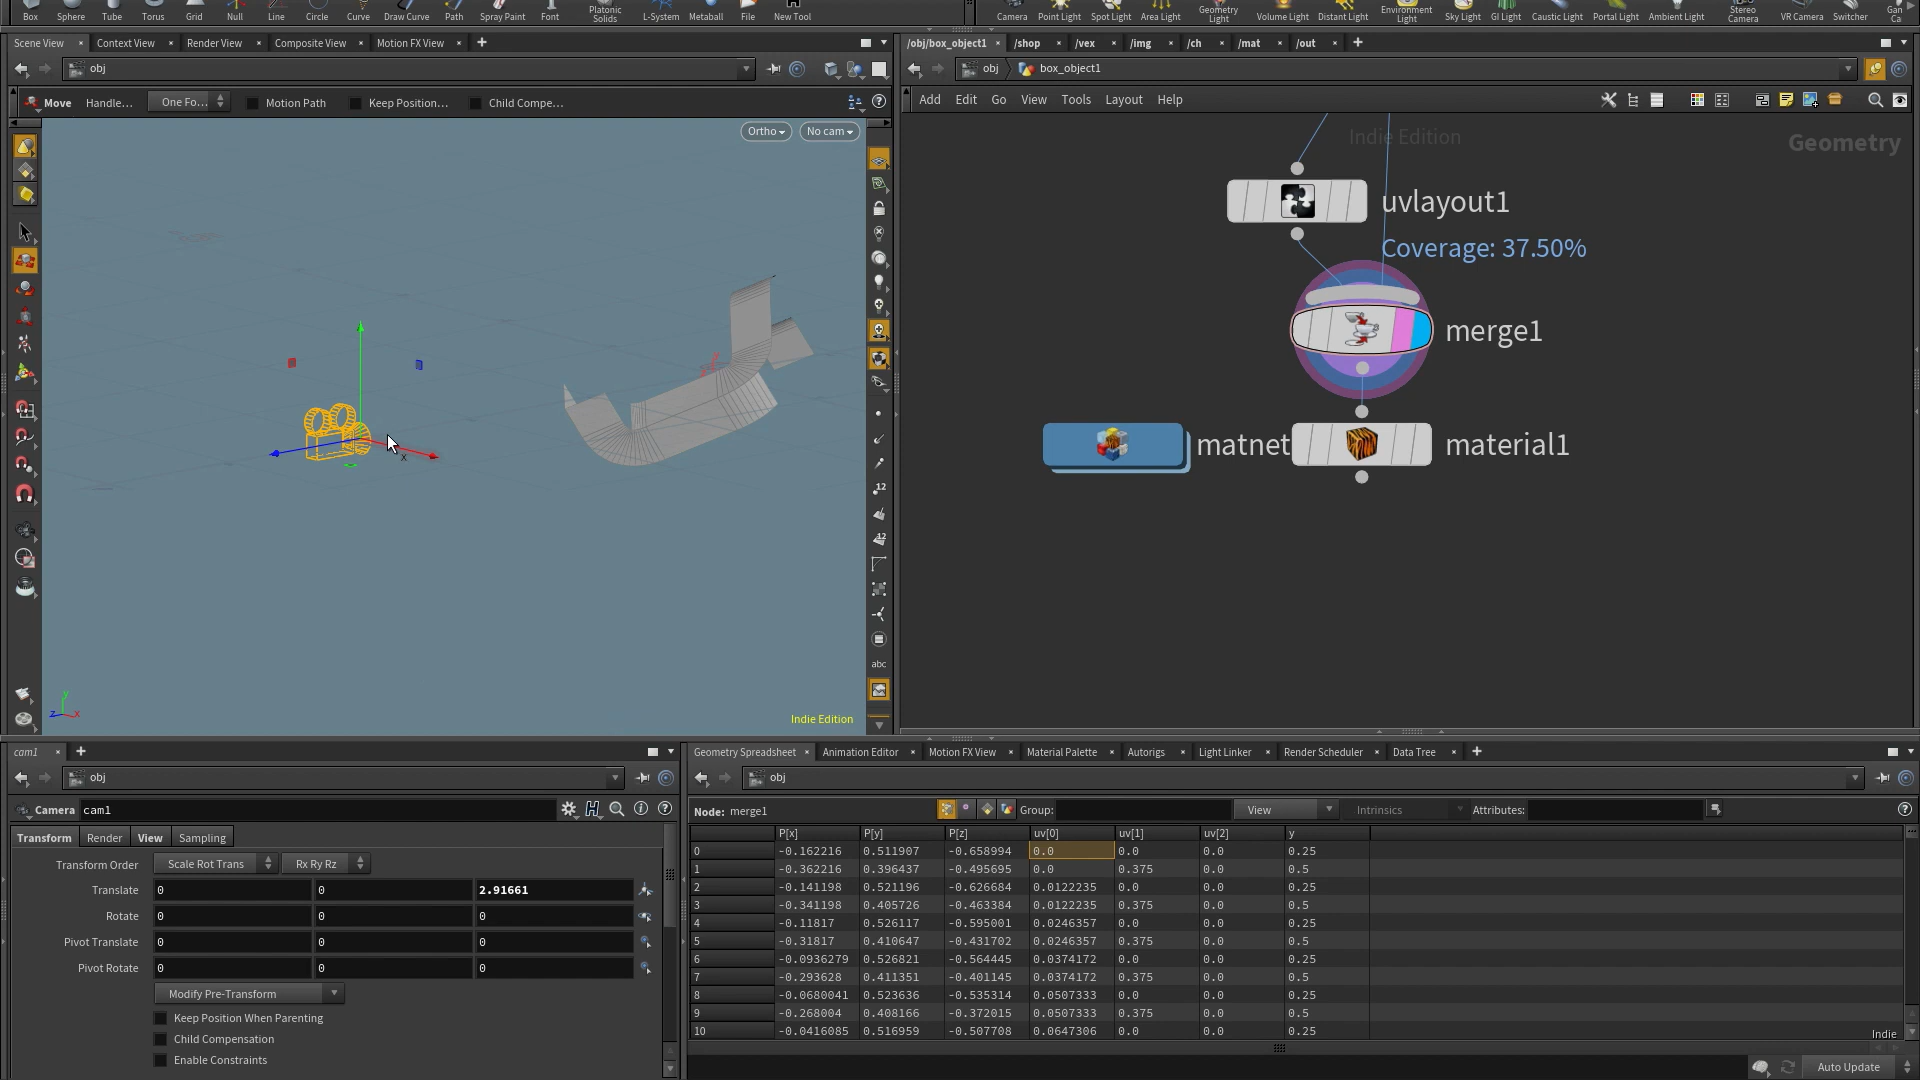 Box Sphere Tube Torus Grid Null Line Circle Curve Draw Curve Path Spray Paint Font Platonic Solids L-System Metaball File New Tool
Camera Point Light Spot Light Area Light Geometry Light Volume Light Distant Light Environment Light Sky Light GI Light Caustic Light Portal Light Ambient Light Stereo Camera VR Camera Switcher Gan Ca
Scene View Context View Render View Composite View Motion FX View
/obj/box_object1 /shop /vex /img /ch /mat /out
obj
obj box_object1
Move Handle... One Fo... Motion Path Keep Position... Child Compe...
Add Edit Go View Tools Layout Help
Ortho No cam
Indie Edition
Geometry
uvlayout1
Coverage: 37.50%
merge1
matnet
material1
x
12
12
abc
y
z x
Indie Edition
cam1
obj
Camera cam1
Transform Render View Sampling
Transform Order Scale Rot Trans Rx Ry Rz
Translate 0 0 2.91661
Rotate 0 0 0
Pivot Translate 0 0 0
Pivot Rotate 0 0 0
Modify Pre-Transform
Keep Position When Parenting
Child Compensation
Enable Constraints
Geometry Spreadsheet Animation Editor Motion FX View Material Palette Autorigs Light Linker Render Scheduler Data Tree
obj
Node: merge1 Group: View Intrinsics Attributes:
P[x] P[y] P[z] uv[0] uv[1] uv[2] y
0 -0.162216 0.511907 -0.658994 0.0 0.0 0.0 0.25
1 -0.362216 0.396437 -0.495695 0.0 0.375 0.0 0.5
2 -0.141198 0.521196 -0.626684 0.0122235 0.0 0.0 0.25
3 -0.341198 0.405726 -0.463384 0.0122235 0.375 0.0 0.5
4 -0.11817 0.526117 -0.595001 0.0246357 0.0 0.0 0.25
5 -0.31817 0.410647 -0.431702 0.0246357 0.375 0.0 0.5
6 -0.0936279 0.526821 -0.564445 0.0374172 0.0 0.0 0.25
7 -0.293628 0.411351 -0.401145 0.0374172 0.375 0.0 0.5
8 -0.0680041 0.523636 -0.535314 0.0507333 0.0 0.0 0.25
9 -0.268004 0.408166 -0.372015 0.0507333 0.375 0.0 0.5
10 -0.0416085 0.516959 -0.507708 0.0647306 0.0 0.0 0.25
Indie
Auto Update